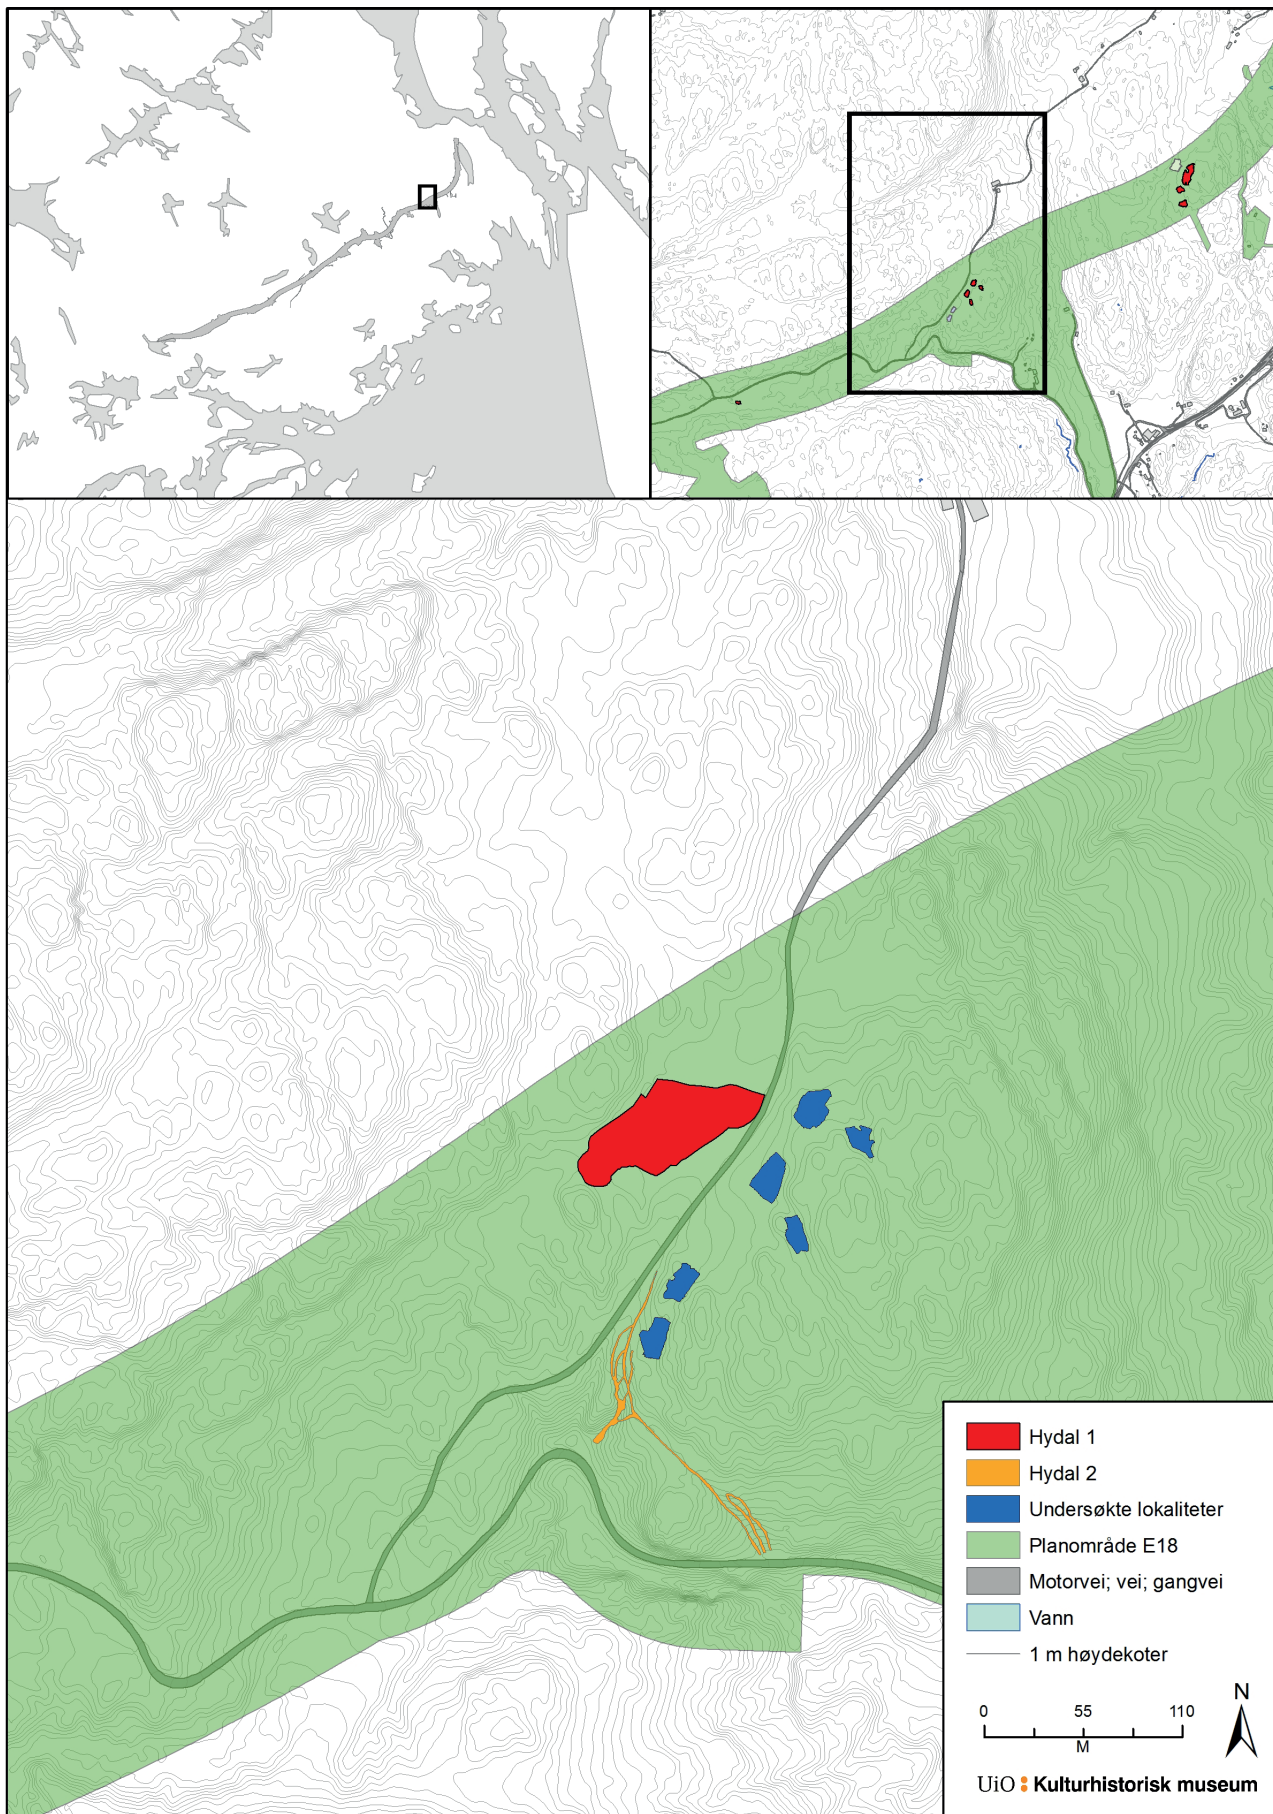 Hydal 1
Hydal 2
Undersøkte lokaliteter
Planområde E18
Motorvei; vei; gangvei
Vann
1 m høydekoter
N
0 55 110
M
UiO Kulturhistorisk museum